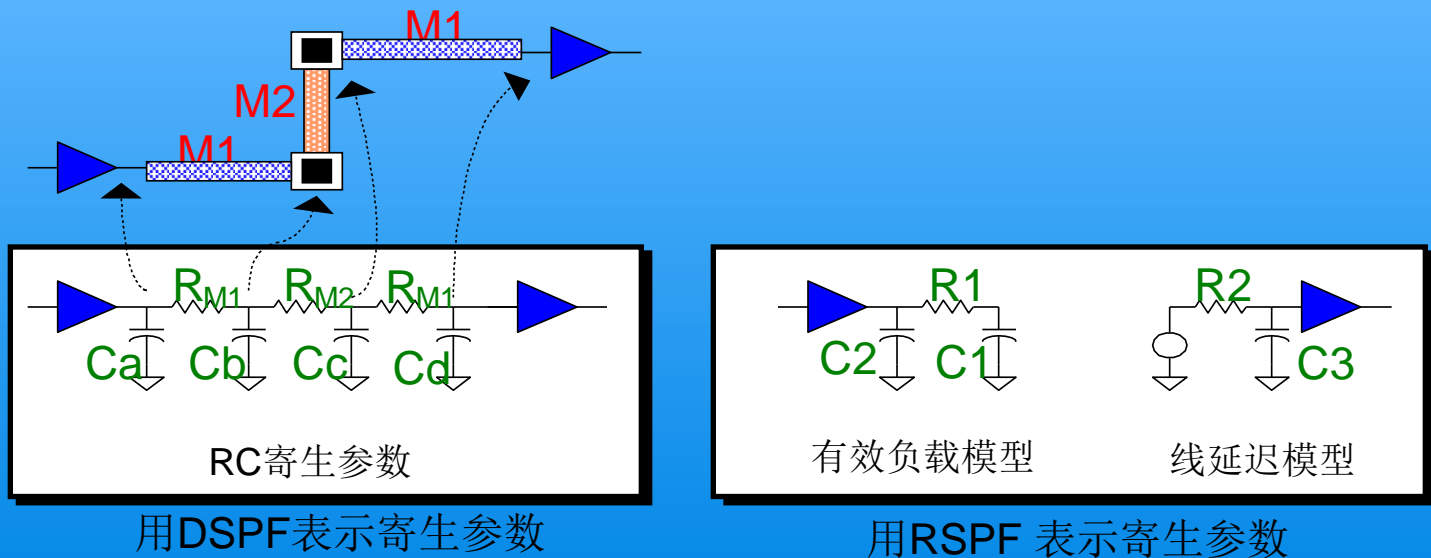 M1
M2
M1
RM1 RM2 RM1
Ca Cb Cc Cd
RC寄生参数
用DSPF表示寄生参数
R1 R2
C2 C1 C3
有效负载模型 线延迟模型
用RSPF 表示寄生参数